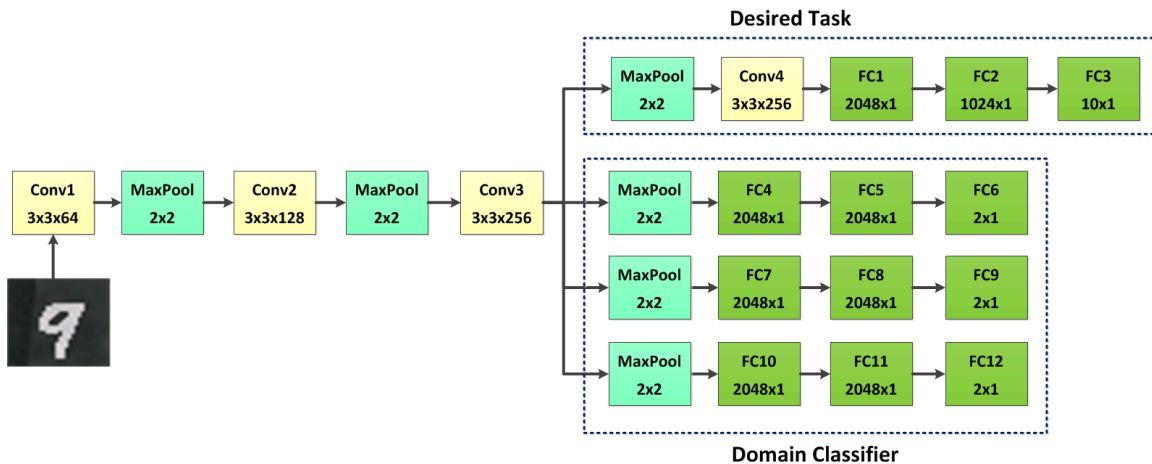 Desired Task
MaxPool
2x2
Conv4
3x3x256
FC1
2048x1
FC2
1024x1
FC3
10x1
Conv1
3x3x64
MaxPool
2x2
Conv2
3x3x128
MaxPool
2x2
Conv3
3x3x256
MaxPool
2x2
FC4
2048x1
FC5
2048x1
FC6
2x1
MaxPool
2x2
FC7
2048x1
FC8
2048x1
FC9
2x1
9
MaxPool
2x2
FC10
2048x1
FC11
2048x1
FC12
2x1
Domain Classifier